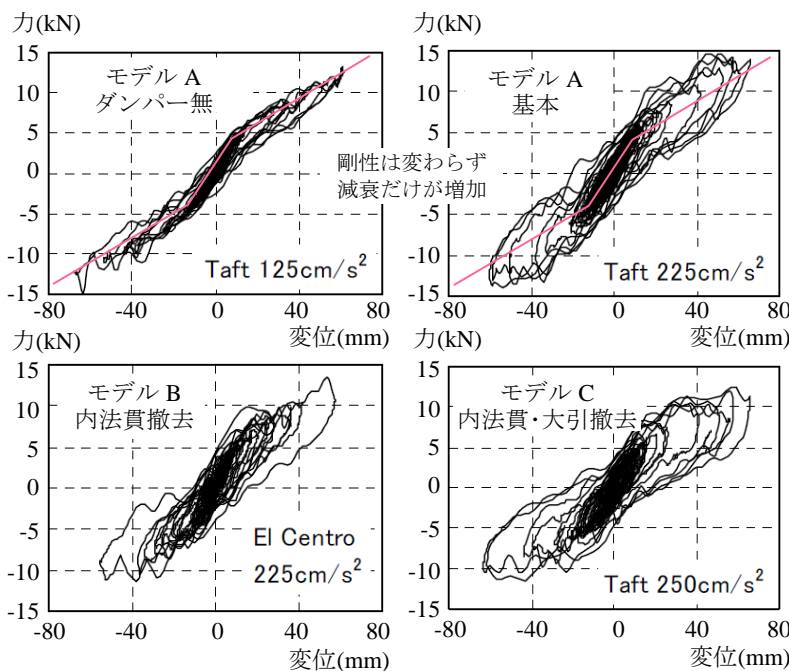 力(kN)
15
10
5
0
-5
-10
-15
-80
-40
0
40
80
変位(mm)
モデル A
ダンパー無
Taft 125cm/s²
力(kN)
15
10
5
0
-5
-10
-15
-80
-40
0
40
80
変位(mm)
モデル A
基本
剛性は変わらず
減衰だけが増加
Taft 225cm/s²
力(kN)
15
10
5
0
-5
-10
15
-80
-40
0
40
80
変位(mm)
モデル B
内法貫撤去
El Centro
225cm/s²
力(kN)
15
10
5
0
-5
-10
15
-80
-40
0
40
80
変位(mm)
モデル C
内法貫・大引撤去
Taft 250cm/s²